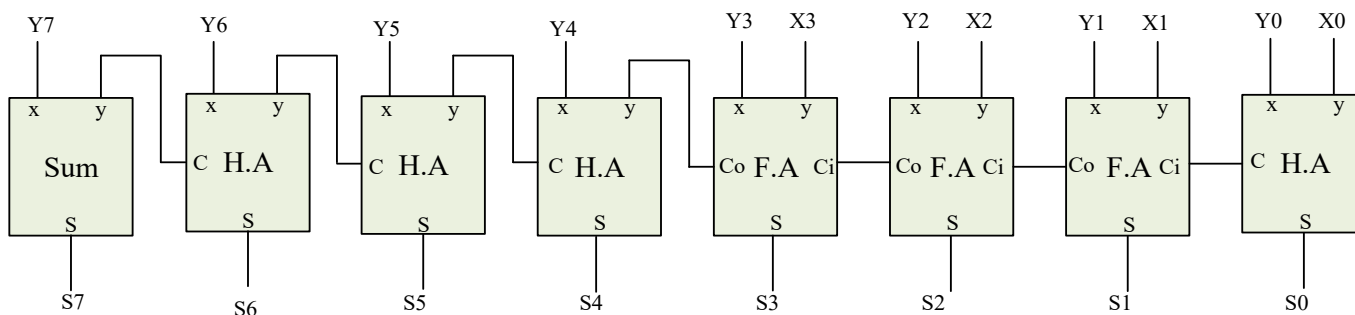 Y7 Y6 Y5 Y4 Y3 X3 Y2 X2 Y1 X1 Y0 X0
x y x y x y x y x y x y x y x y
Sum C H.A C H.A C H.A Co F.A Ci Co F.A Ci Co F.A Ci C H.A
S S S S S S S S
S7 S6 S5 S4 S3 S2 S1 S0